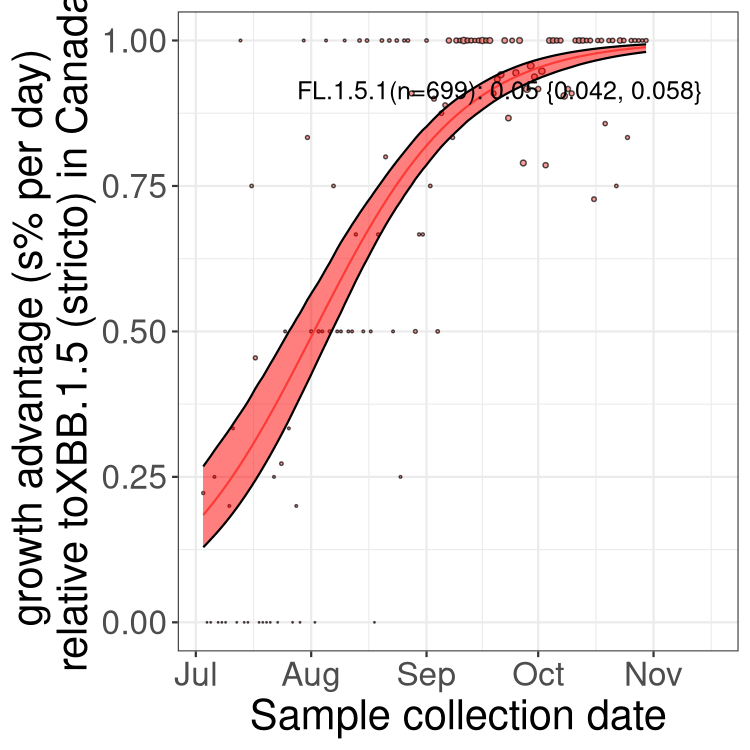 growth advantage (s% per day)
relative toXBB.1.5 (stricto) in Canada
1.00
0.75
0.50
0.25
0.00
FL.1.5.1(n=699): 0.05 {0.042, 0.058}
Jul Aug Sep Oct Nov
Sample collection date